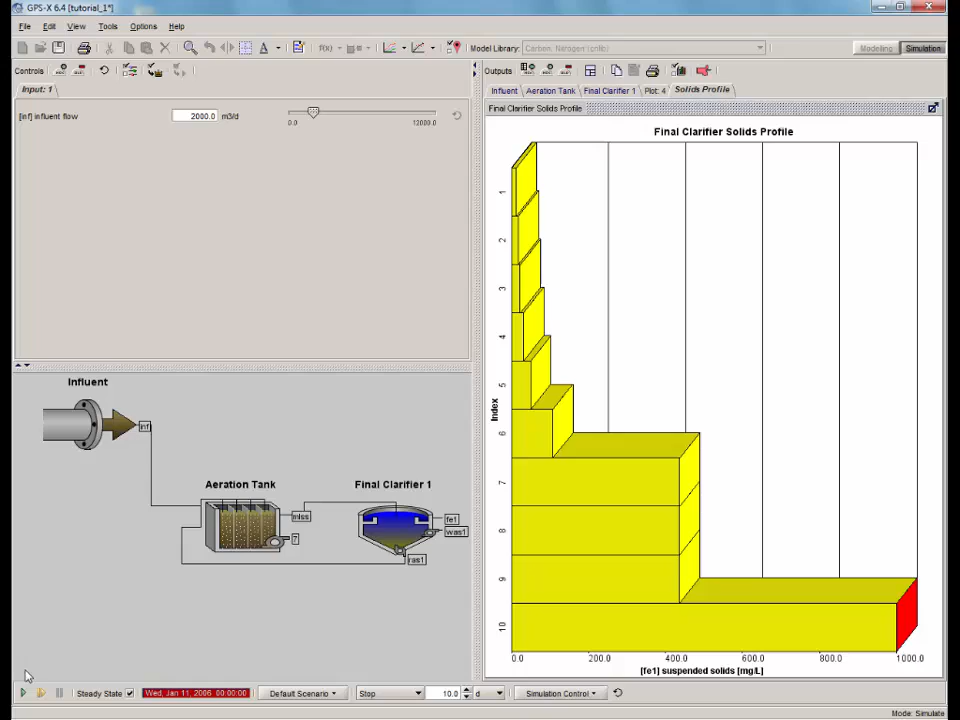 GPS-X 6.4 [tutorial_1*]
File Edit View Tools Options Help
A f(x) Model Library: Carbon, Nitrogen (cnlib) Modelling Simulation
Controls Outputs
Input: 1 Influent Aeration Tank Final Clarifier 1 Plot: 4 Solids Profile
Final Clarifier Solids Profile
[inf] influent flow 2000.0 m3/d
0.0 12000.0
Final Clarifier Solids Profile
1
2
3
4
5
6
7
8
9
10
Index
0.0 200.0 400.0 600.0 800.0 1000.0
[fe1] suspended solids [mg/L]
Influent
inf
Aeration Tank Final Clarifier 1
mlss
7
fe1
was1
ras1
Steady State Wed, Jan 11, 2006 00:00:00 Default Scenario Stop 10.0 d Simulation Control
Mode: Simulate